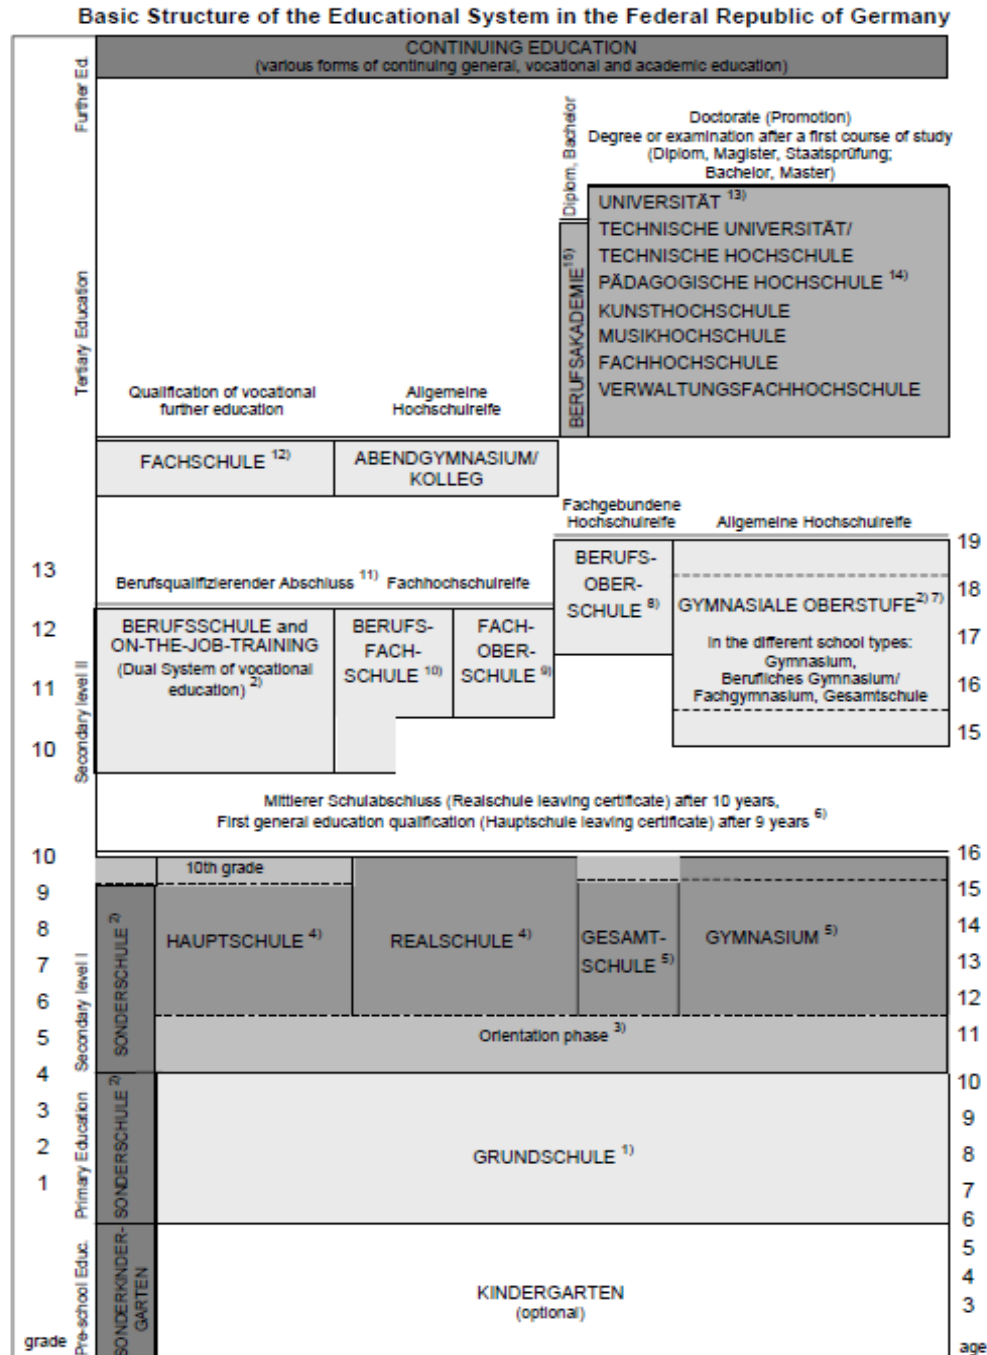 Basic Structure of the Educational System in the Federal Republic of Germany
Further Ed.
CONTINUING EDUCATION
(various forms of continuing general, vocational and academic education)
Tertiary Education
Diplom, Bachelor
Doctorate (Promotion)
Degree or examination after a first course of study
(Diplom, Magister, Staatsprüfung;
Bachelor, Master)
BERUFSAKADEMIE 15)
UNIVERSITÄT 13)
TECHNISCHE UNIVERSITÄT/
TECHNISCHE HOCHSCHULE
PÄDAGOGISCHE HOCHSCHULE 14)
KUNSTHOCHSCHULE
MUSIKHOCHSCHULE
FACHHOCHSCHULE
VERWALTUNGSFACHHOCHSCHULE
Qualification of vocational
further education
Allgemeine
Hochschulreife
FACHSCHULE 12)
ABENDGYMNASIUM/
KOLLEG
Fachgebundene
Hochschulreife
Allgemeine Hochschulreife
13
12
11
10
Secondary level II
Berufsqualifizierender Abschluss 11)
Fachhochschulreife
BERUFSSCHULE and
ON-THE-JOB-TRAINING
(Dual System of vocational
education) 2)
BERUFS-
FACH-
SCHULE 10)
FACH-
OBER-
SCHULE 9)
BERUFS-
OBER-
SCHULE 8)
GYMNASIALE OBERSTUFE 2) 7)
In the different school types:
Gymnasium,
Berufliches Gymnasium/
Fachgymnasium, Gesamtschule
19
18
17
16
15
Mittlerer Schulabschluss (Realschule leaving certificate) after 10 years,
First general education qualification (Hauptschule leaving certificate) after 9 years 6)
10
9
8
7
6
5
4
3
2
1
Secondary level I
SONDERSCHULE 2)
10th grade
HAUPTSCHULE 4)
REALSCHULE 4)
GESAMT-
SCHULE 5)
GYMNASIUM 5)
Orientation phase 3)
Primary Education
SONDERSCHULE 2)
GRUNDSCHULE 1)
Pre-school Educ.
SONDERKINDER-
GARTEN
KINDERGARTEN
(optional)
16
15
14
13
12
11
10
9
8
7
6
5
4
3
grade
age